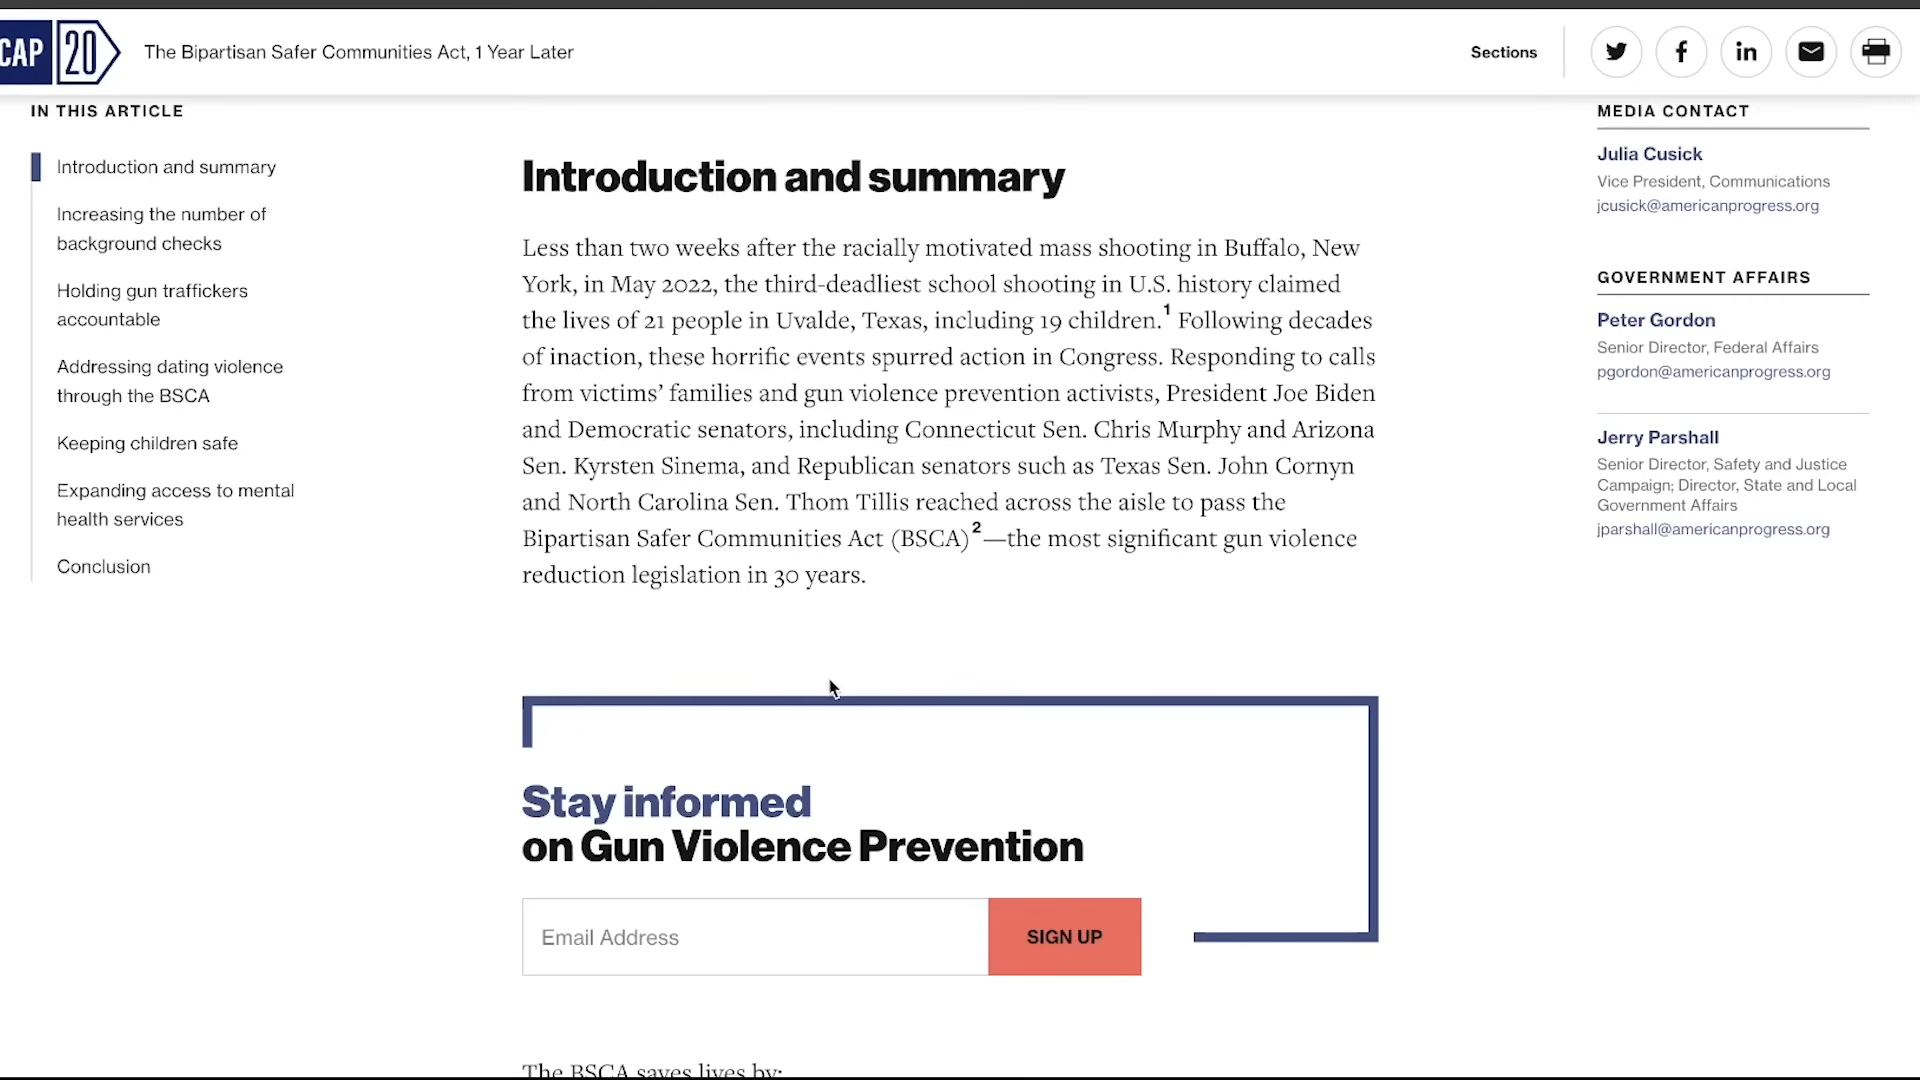 CAP 20
The Bipartisan Safer Communities Act, 1 Year Later
Sections
IN THIS ARTICLE
Introduction and summary
Increasing the number of
background checks
Holding gun traffickers
accountable
Addressing dating violence
through the BSCA
Keeping children safe
Expanding access to mental
health services
Conclusion
Introduction and summary
Less than two weeks after the racially motivated mass shooting in Buffalo, New
York, in May 2022, the third-deadliest school shooting in U.S. history claimed
the lives of 21 people in Uvalde, Texas, including 19 children.1 Following decades
of inaction, these horrific events spurred action in Congress. Responding to calls
from victims’ families and gun violence prevention activists, President Joe Biden
and Democratic senators, including Connecticut Sen. Chris Murphy and Arizona
Sen. Kyrsten Sinema, and Republican senators such as Texas Sen. John Cornyn
and North Carolina Sen. Thom Tillis reached across the aisle to pass the
Bipartisan Safer Communities Act (BSCA)2—the most significant gun violence
reduction legislation in 30 years.
Stay informed
on Gun Violence Prevention
Email Address
SIGN UP
The BSCA saves lives by:
MEDIA CONTACT
Julia Cusick
Vice President, Communications
jcusick@americanprogress.org
GOVERNMENT AFFAIRS
Peter Gordon
Senior Director, Federal Affairs
pgordon@americanprogress.org
Jerry Parshall
Senior Director, Safety and Justice
Campaign; Director, State and Local
Government Affairs
jparshall@americanprogress.org